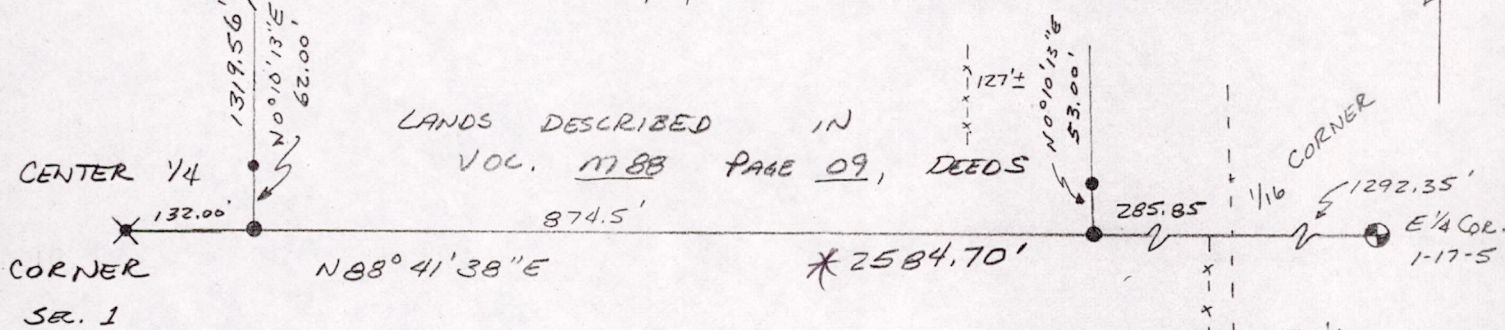 1319.56'
N0°10'13"E
62.00'
127'±
N0°10'13"E
53.00'
LANDS DESCRIBED IN
VOL. M88 PAGE 09, DEEDS
CENTER 1/4
CORNER
SEC. 1
132.00'
874.5'
285.85
1/16 CORNER
1292.35'
E 1/4 COR.
1-17-5
N88°41'38"E
* 2584.70'